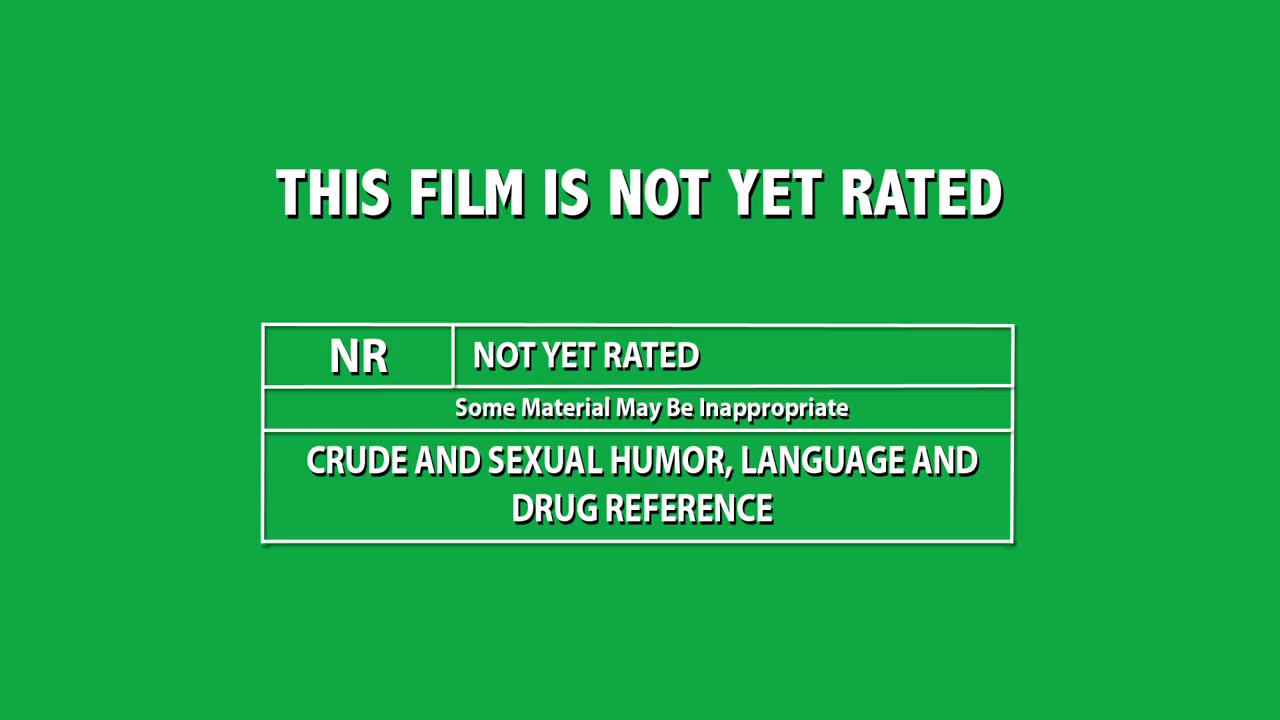 THIS FILM IS NOT YET RATED
NR
NOT YET RATED
Some Material May Be Inappropriate
CRUDE AND SEXUAL HUMOR, LANGUAGE AND
DRUG REFERENCE